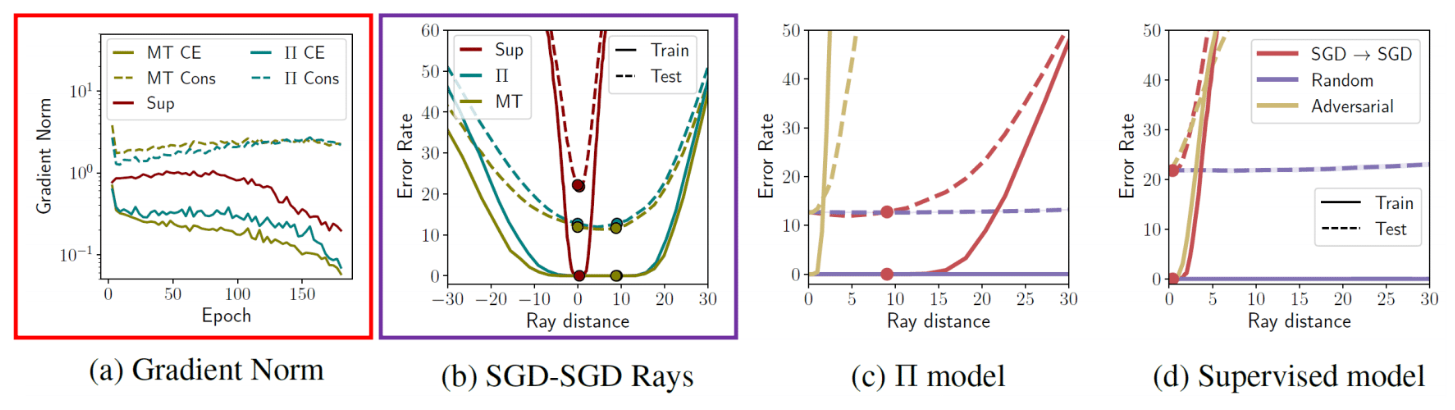 MT CE
MT Cons
Sup
Π CE
Π Cons
Gradient Norm
10¹
10⁰
10⁻¹
0 50 100 150
Epoch
(a) Gradient Norm
Sup
Π
MT
Train
Test
Error Rate
60
50
40
30
20
10
0
−30 −20 −10 0 10 20 30
Ray distance
(b) SGD-SGD Rays
Error Rate
50
40
30
20
10
0
0 5 10 15 20 25 30
Ray distance
(c) Π model
SGD → SGD
Random
Adversarial
Train
Test
Error Rate
50
40
30
20
10
0
0 5 10 15 20 25 30
Ray distance
(d) Supervised model